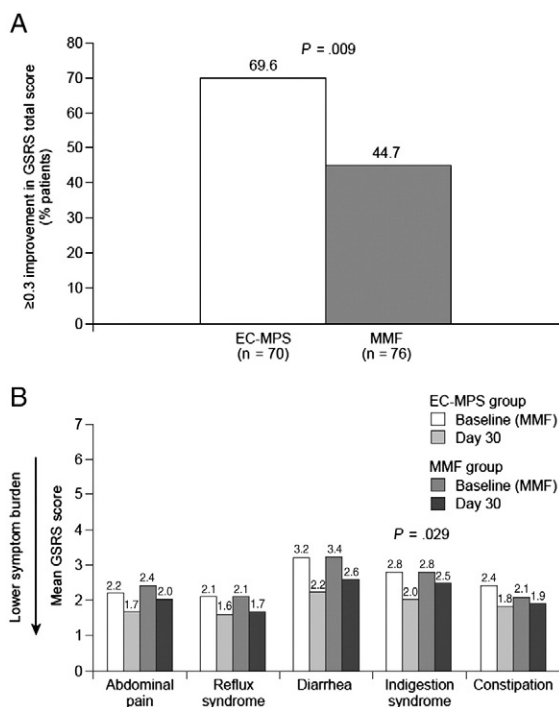 A
P = .009
≥0.3 improvement in GSRS total score
(% patients)
80
70
60
50
40
30
20
10
0
69.6
44.7
EC-MPS
(n = 70)
MMF
(n = 76)
B
EC-MPS group
Baseline (MMF)
Day 30
MMF group
Baseline (MMF)
Day 30
P = .029
Lower symptom burden
Mean GSRS score
7
6
5
4
3
2
1
0
2.2
1.7
2.4
2.0
2.1
1.6
2.1
1.7
3.2
2.2
3.4
2.6
2.8
2.0
2.8
2.5
2.4
1.8
2.1
1.9
Abdominal
pain
Reflux
syndrome
Diarrhea
Indigestion
syndrome
Constipation